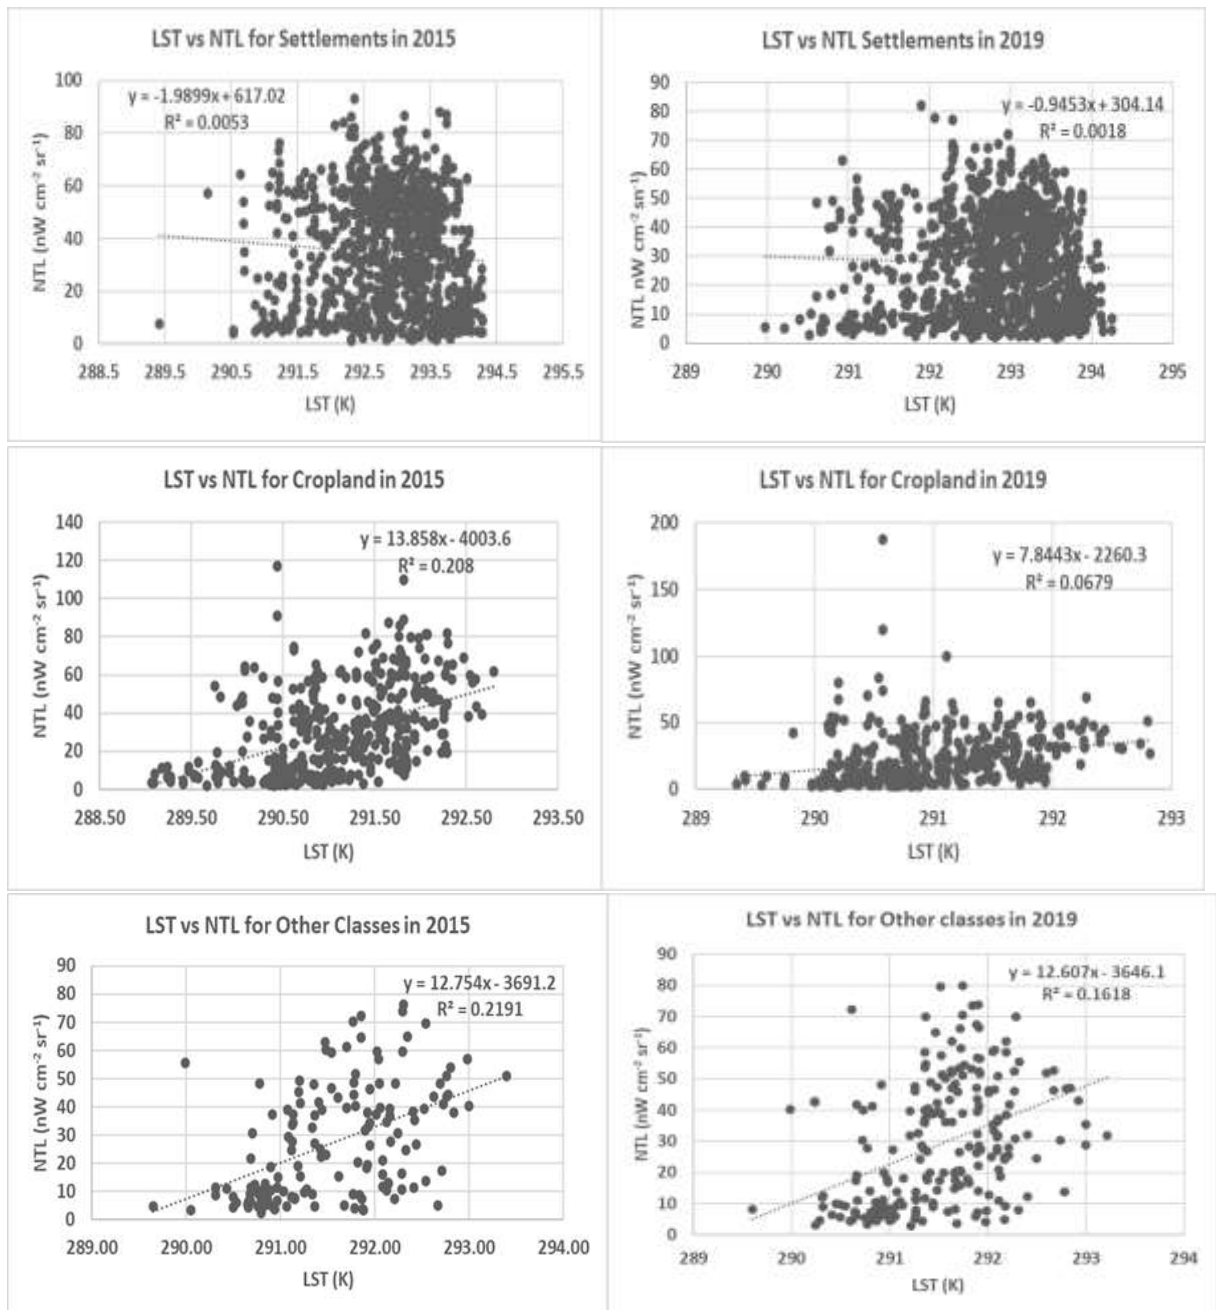 LST vs NTL for Settlements in 2015
y = -1.9899x + 617.02
R² = 0.0053
100
80
60
40
20
0
NTL (nW cm⁻² sr⁻¹)
288.5 289.5 290.5 291.5 292.5 293.5 294.5 295.5
LST (K)
LST vs NTL Settlements in 2019
y = -0.9453x + 304.14
R² = 0.0018
90
80
70
60
50
40
30
20
10
0
NTL nW cm⁻² sn⁻¹)
289 290 291 292 293 294 295
LST (K)
LST vs NTL for Cropland in 2015
y = 13.858x - 4003.6
R² = 0.208
140
120
100
80
60
40
20
0
NTL (nW cm⁻² sr⁻¹)
288.50 289.50 290.50 291.50 292.50 293.50
LST (K)
LST vs NTL for Cropland in 2019
y = 7.8443x - 2260.3
R² = 0.0679
200
150
100
50
0
NTL (nW cm⁻² sr⁻¹)
289 290 291 292 293
LST (K)
LST vs NTL for Other Classes in 2015
y = 12.754x - 3691.2
R² = 0.2191
90
80
70
60
50
40
30
20
10
0
NTL (nW cm⁻² sr⁻¹)
289.00 290.00 291.00 292.00 293.00 294.00
LST (K)
LST vs NTL for Other classes in 2019
y = 12.607x - 3646.1
R² = 0.1618
90
80
70
60
50
40
30
20
10
0
NTL (nW cm⁻² sr⁻¹)
289 290 291 292 293 294
LST (K)